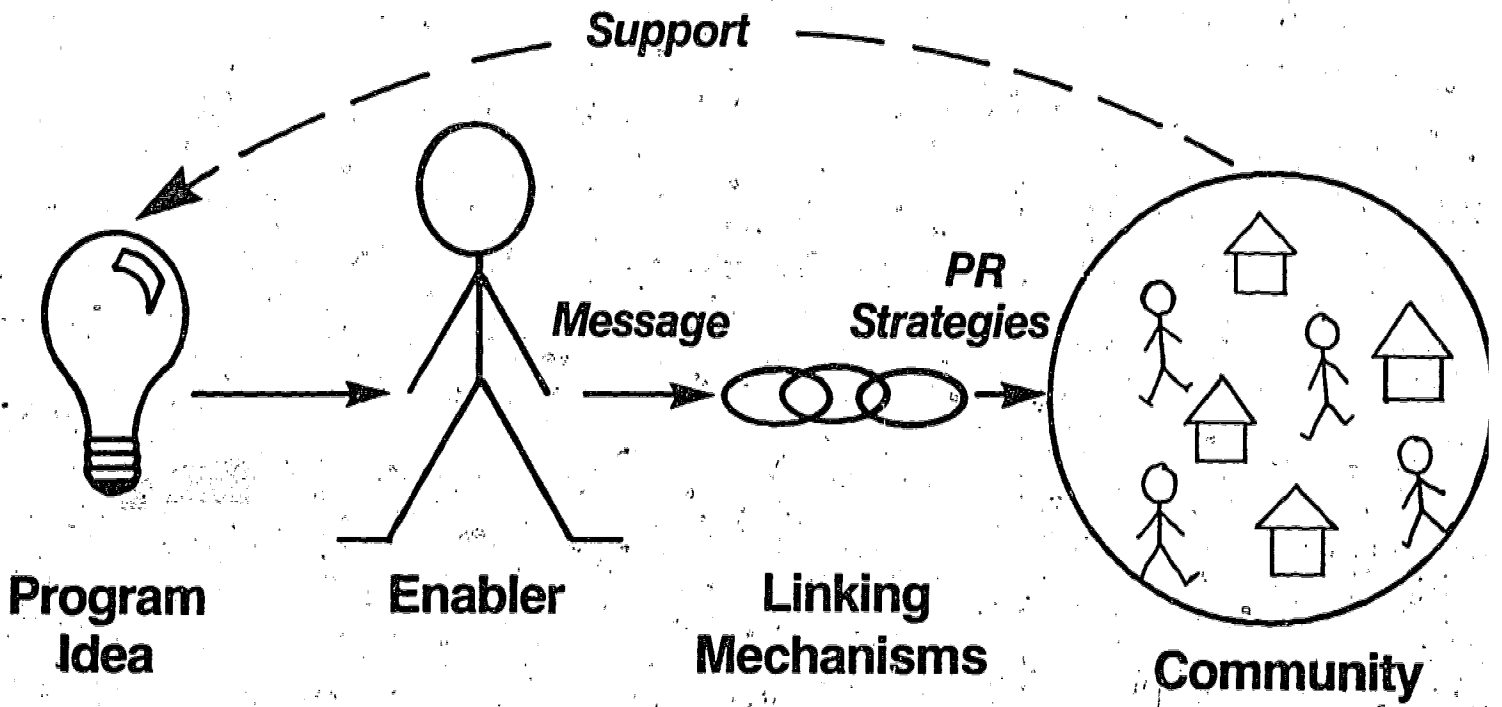 Support
Message
PR
Strategies
Program
Idea
Enabler
Linking
Mechanisms
Community